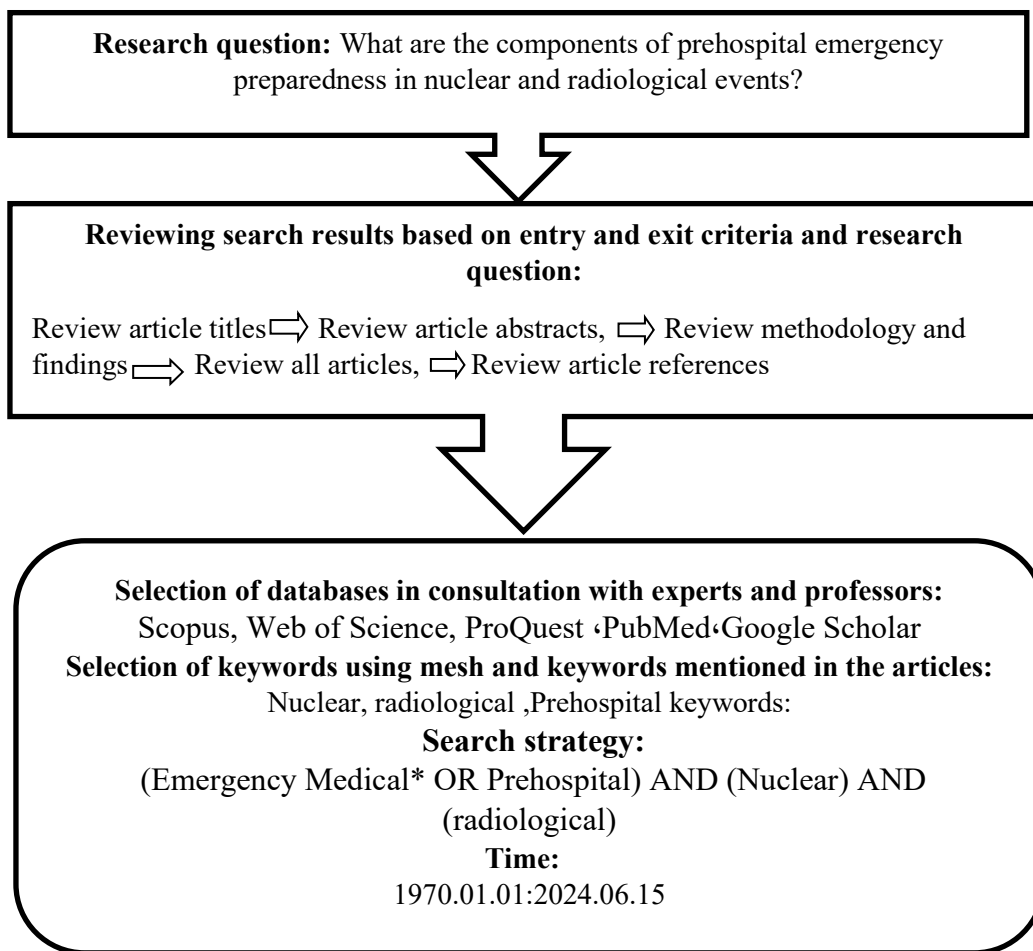 Research question: What are the components of prehospital emergency
preparedness in nuclear and radiological events?
Reviewing search results based on entry and exit criteria and research
question:
Review article titles Review article abstracts, Review methodology and
findings Review all articles, Review article references
Selection of databases in consultation with experts and professors:
Scopus, Web of Science, ProQuest ،PubMed،Google Scholar
Selection of keywords using mesh and keywords mentioned in the articles:
Nuclear, radiological ,Prehospital keywords:
Search strategy:
(Emergency Medical* OR Prehospital) AND (Nuclear) AND
(radiological)
Time:
1970.01.01:2024.06.15